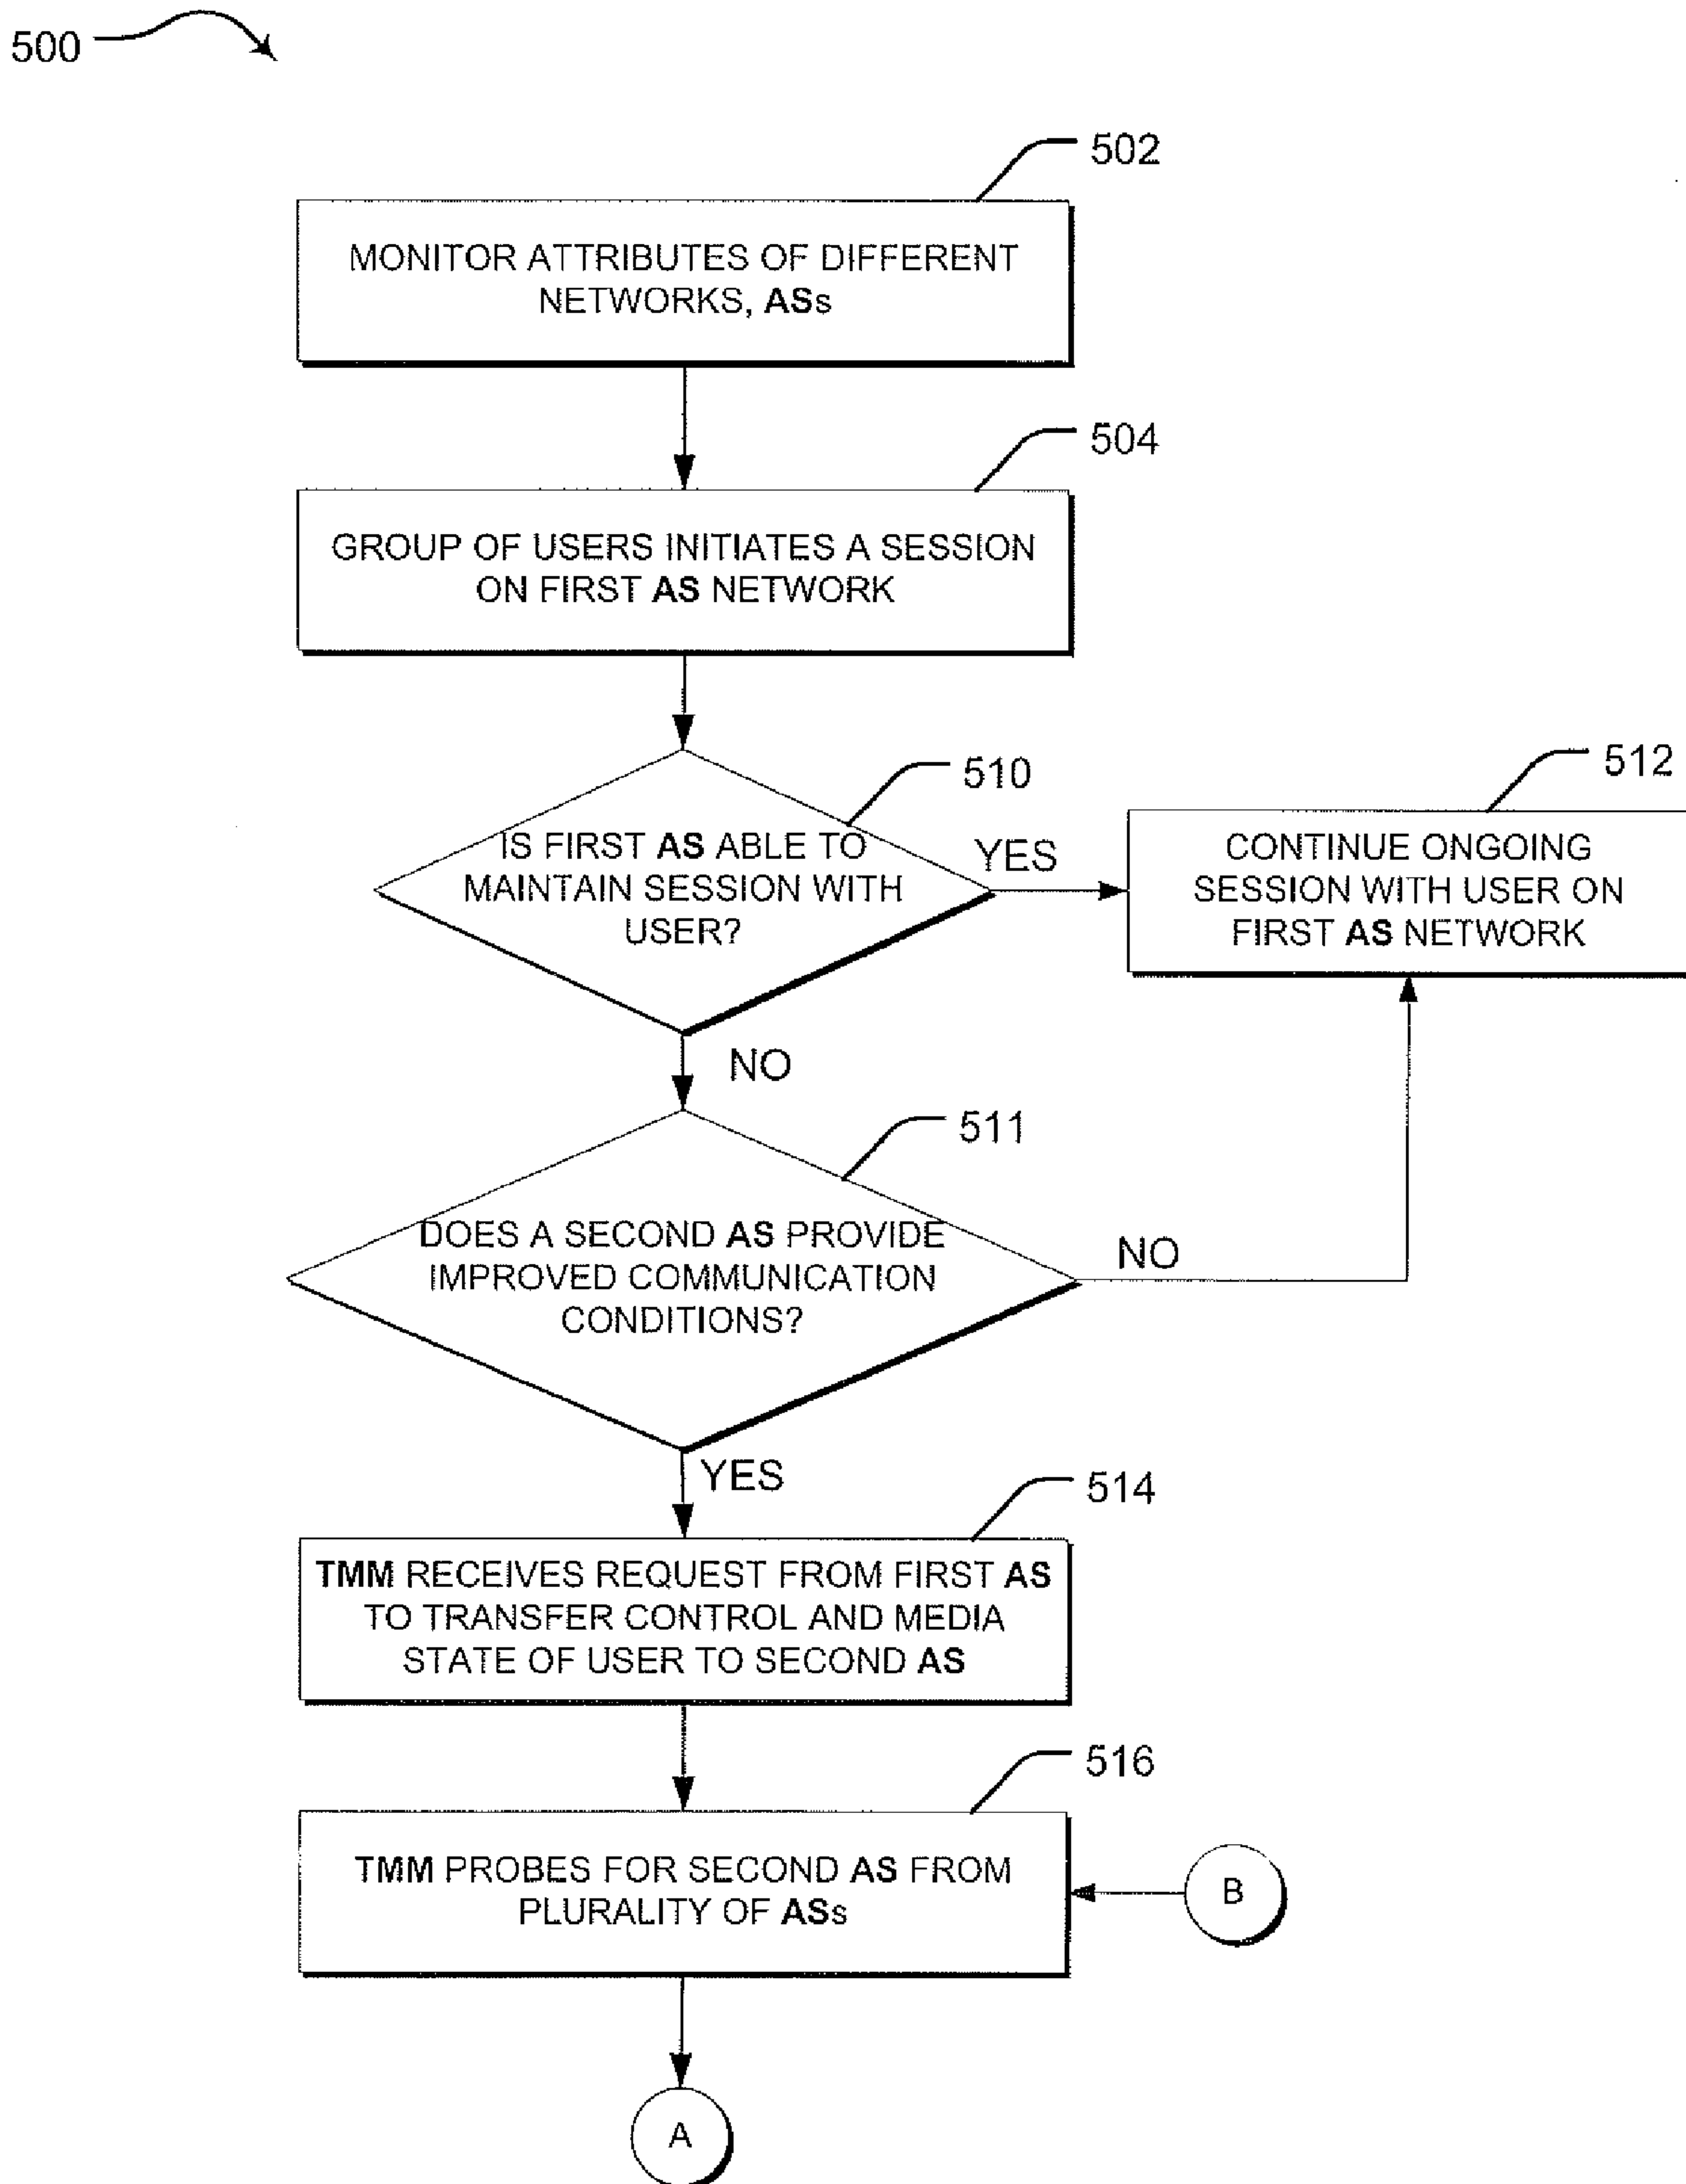 500
502
MONITOR ATTRIBUTES OF DIFFERENT
NETWORKS, ASs
504
GROUP OF USERS INITIATES A SESSION
ON FIRST AS NETWORK
510
IS FIRST AS ABLE TO
MAINTAIN SESSION WITH
USER?
YES
512
CONTINUE ONGOING
SESSION WITH USER ON
FIRST AS NETWORK
NO
511
DOES A SECOND AS PROVIDE
IMPROVED COMMUNICATION
CONDITIONS?
NO
YES
514
TMM RECEIVES REQUEST FROM FIRST AS
TO TRANSFER CONTROL AND MEDIA
STATE OF USER TO SECOND AS
516
TMM PROBES FOR SECOND AS FROM
PLURALITY OF ASs
B
A